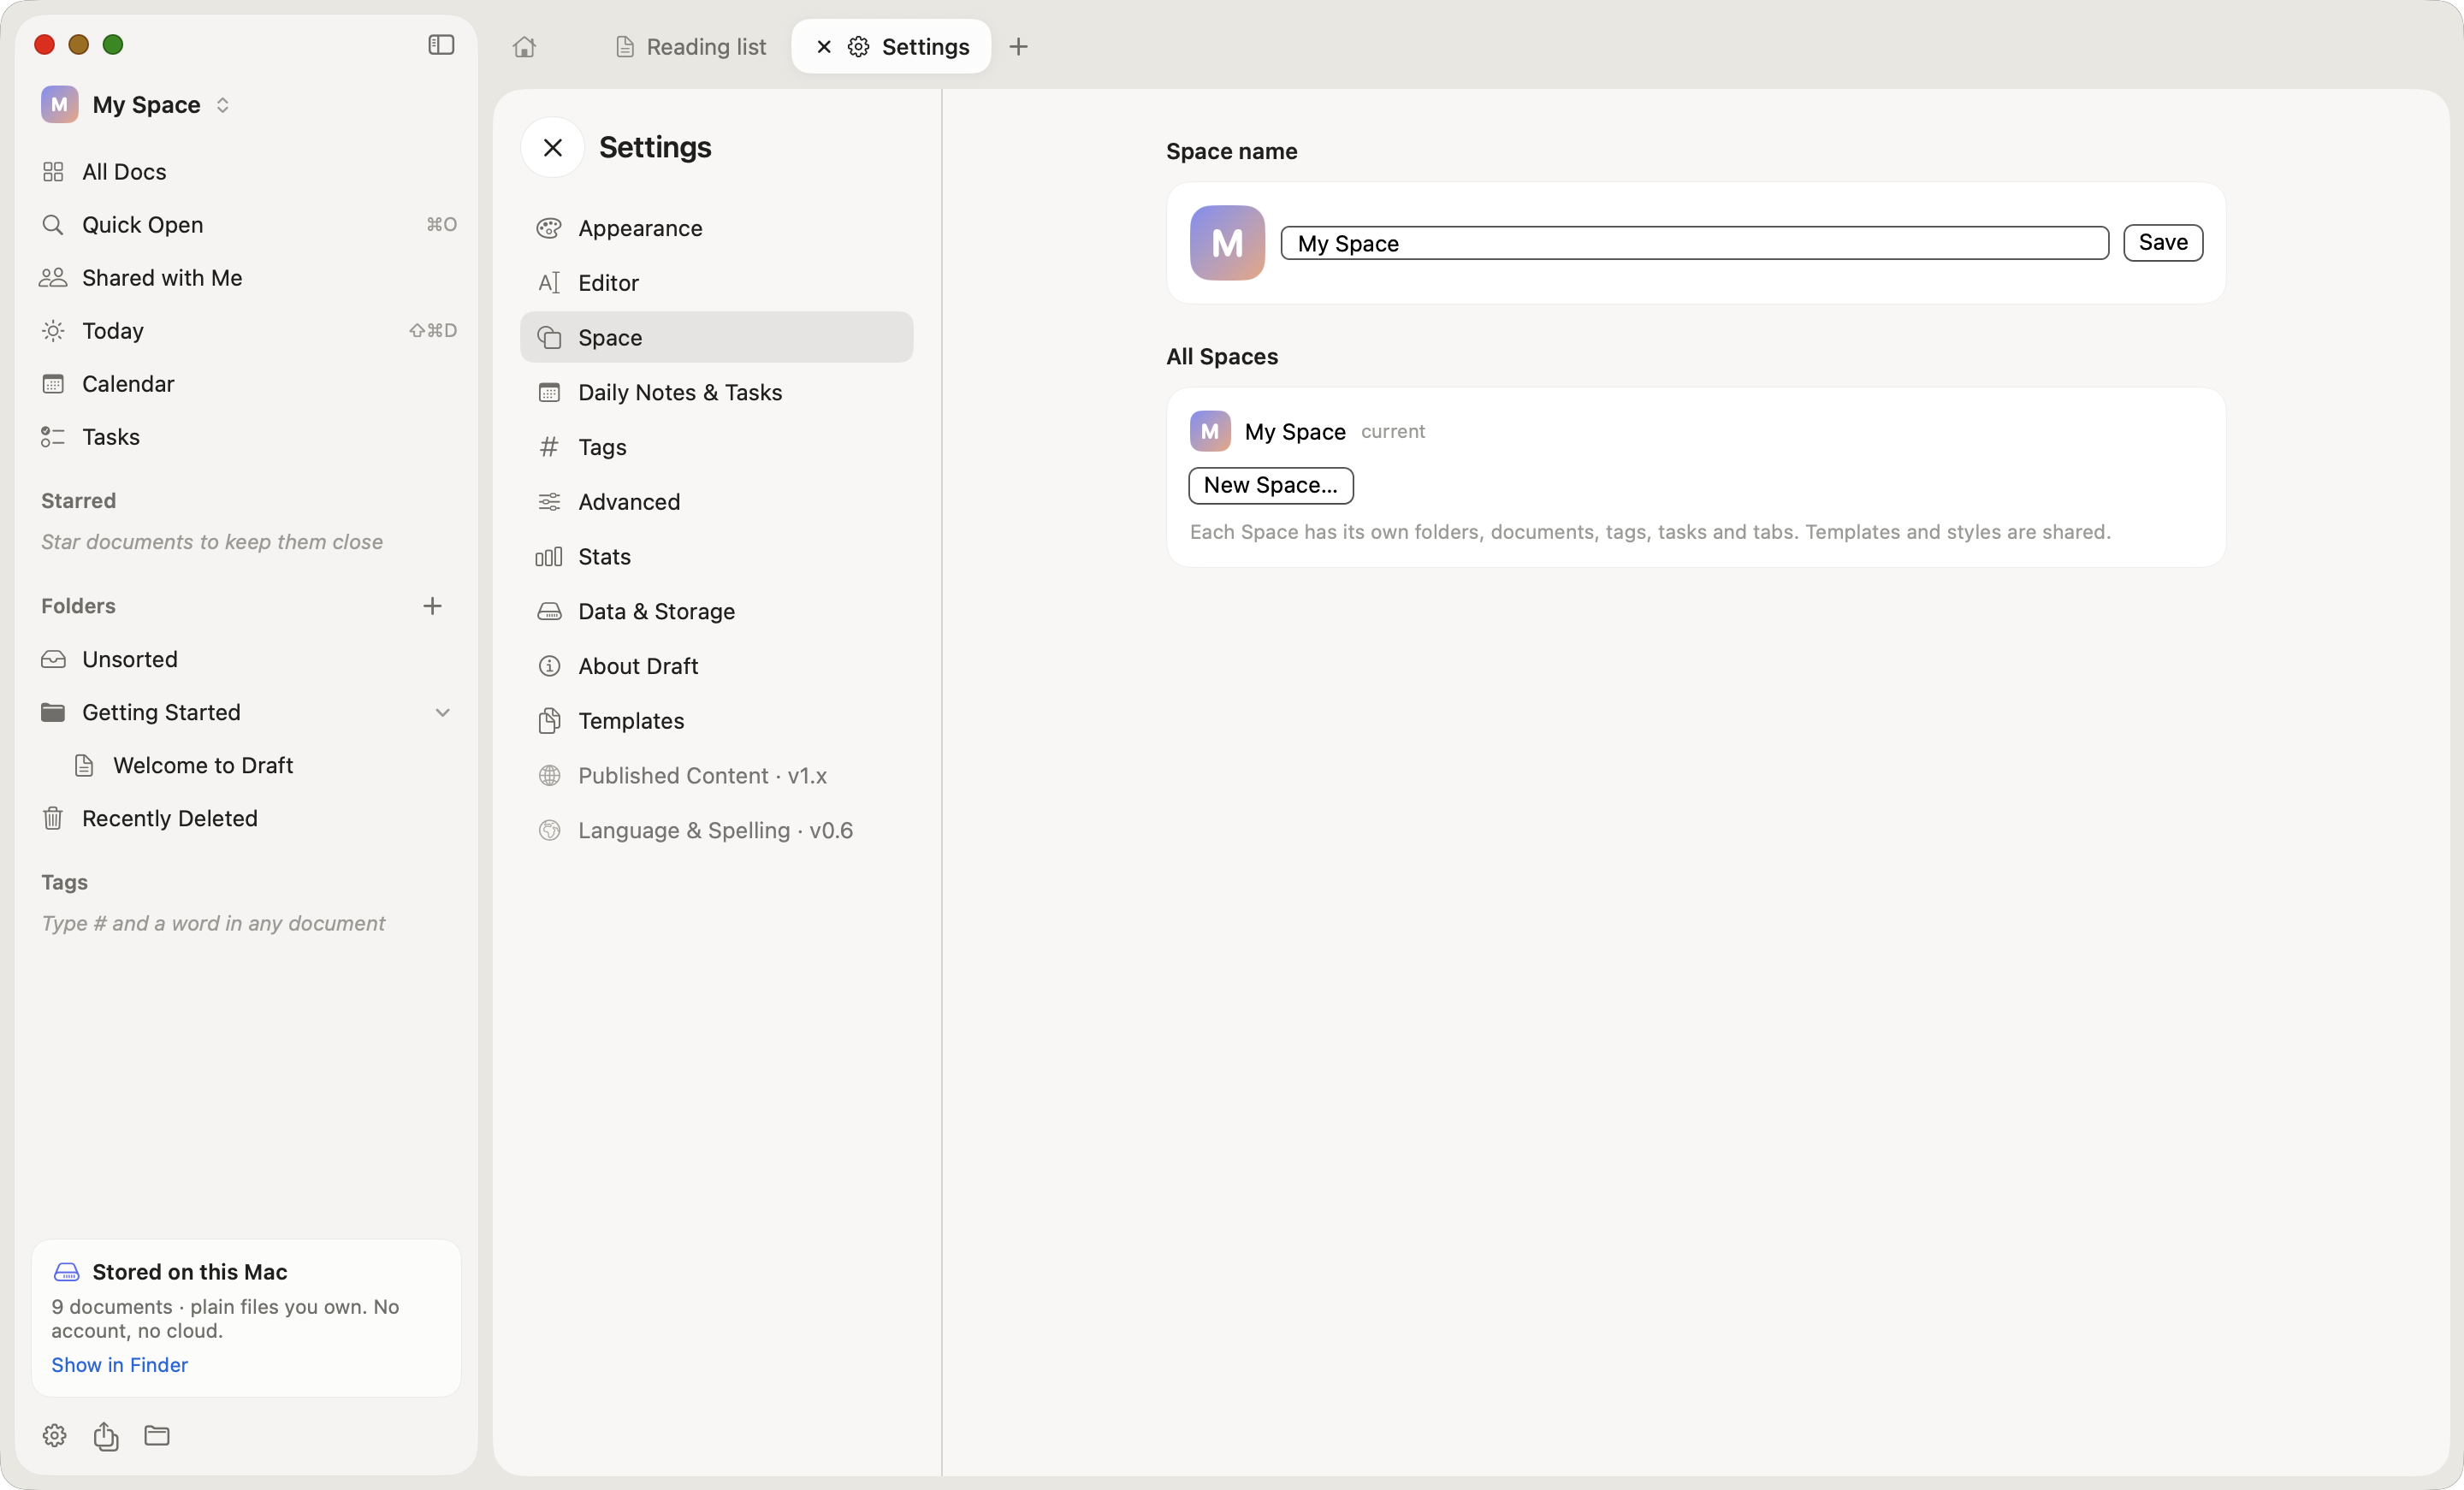 M My Space
All Docs
Quick Open ⌘O
Shared with Me
Today ⇧⌘D
Calendar
Tasks
Starred
Star documents to keep them close
Folders
Unsorted
Getting Started
Welcome to Draft
Recently Deleted
Tags
Type # and a word in any document
Stored on this Mac
9 documents · plain files you own. No
account, no cloud.
Show in Finder
Reading list
Settings
Settings
Appearance
Editor
Space
Daily Notes & Tasks
Tags
Advanced
Stats
Data & Storage
About Draft
Templates
Published Content · v1.x
Language & Spelling · v0.6
Space name
M My Space Save
All Spaces
M My Space current
New Space...
Each Space has its own folders, documents, tags, tasks and tabs. Templates and styles are shared.